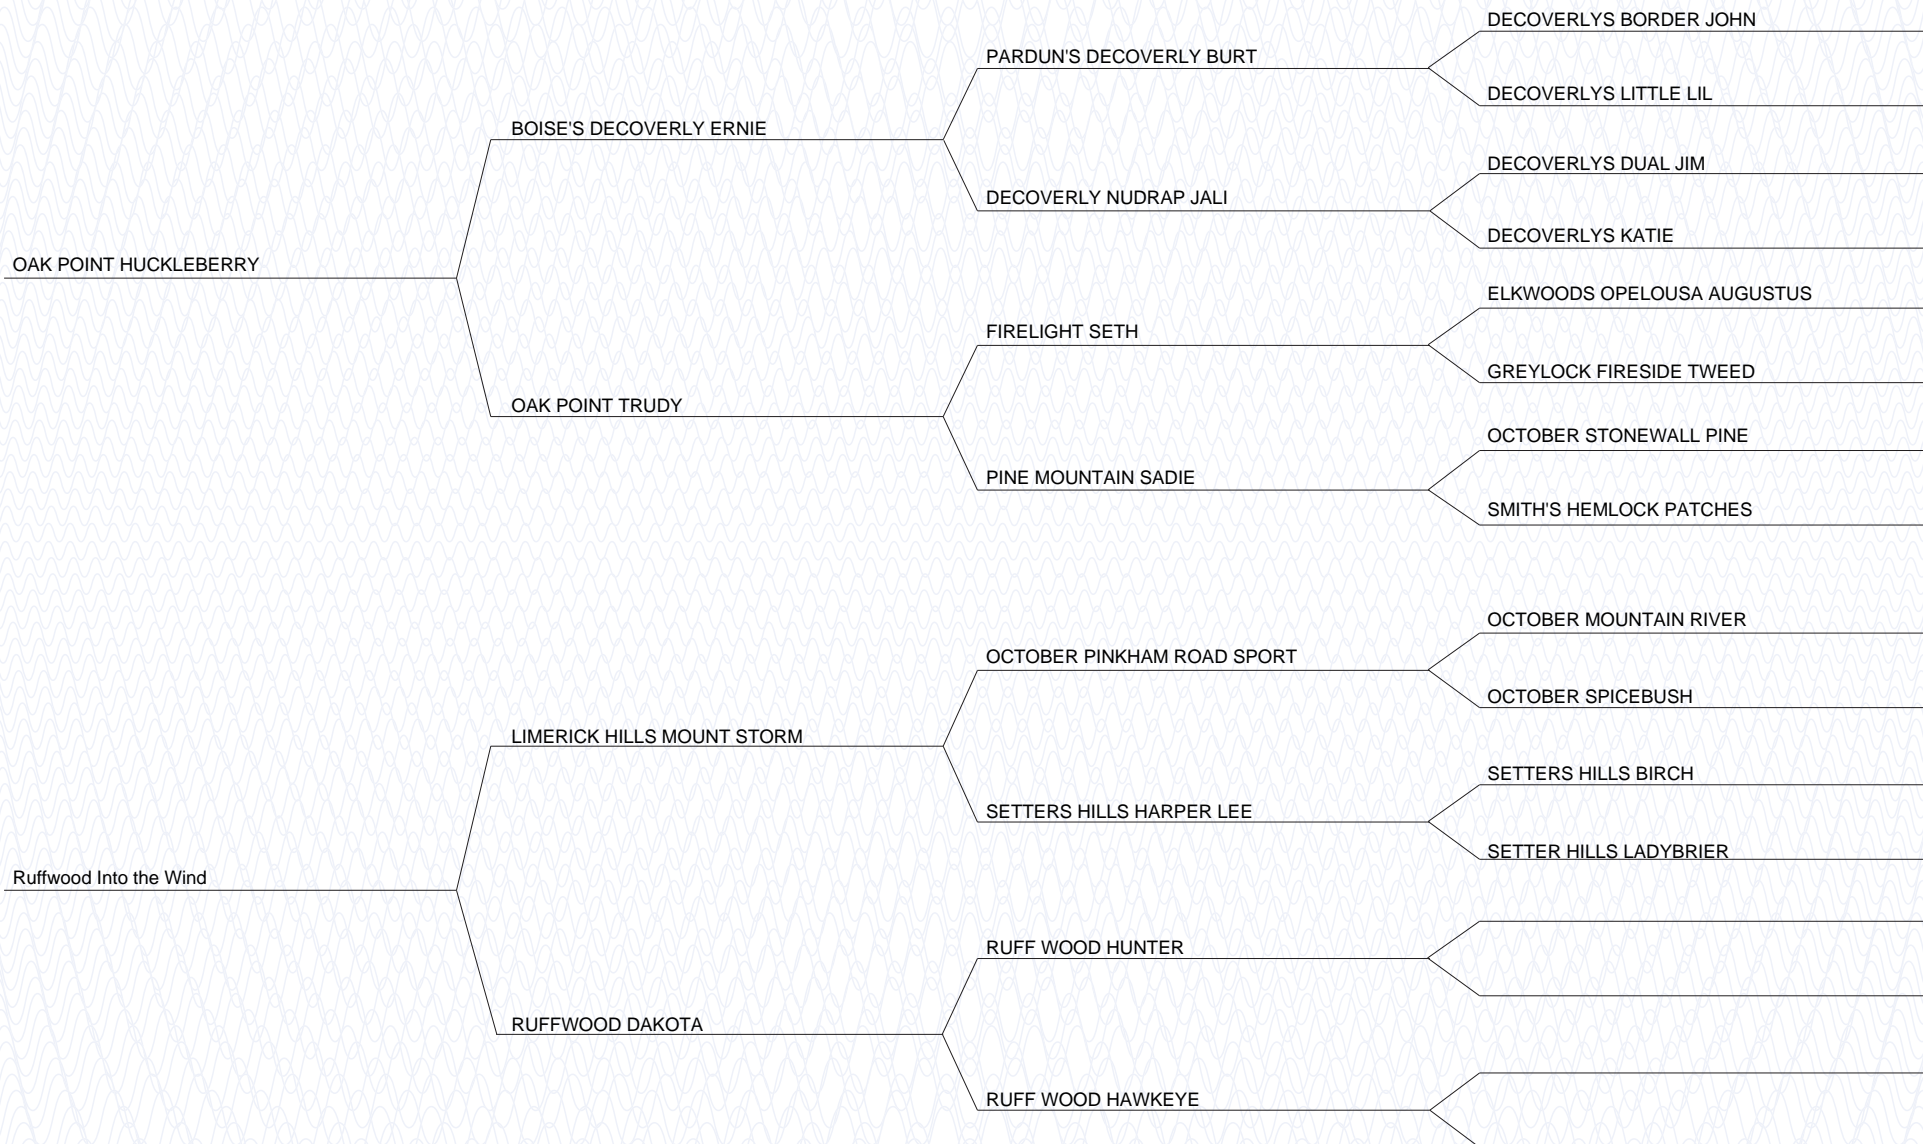 DECOVERLYS BORDER JOHN
PARDUN'S DECOVERLY BURT
DECOVERLYS LITTLE LIL
BOISE'S DECOVERLY ERNIE
DECOVERLYS DUAL JIM
DECOVERLY NUDRAP JALI
DECOVERLYS KATIE
OAK POINT HUCKLEBERRY
ELKWOODS OPELOUSA AUGUSTUS
FIRELIGHT SETH
GREYLOCK FIRESIDE TWEED
OAK POINT TRUDY
OCTOBER STONEWALL PINE
PINE MOUNTAIN SADIE
SMITH'S HEMLOCK PATCHES
OCTOBER MOUNTAIN RIVER
OCTOBER PINKHAM ROAD SPORT
OCTOBER SPICEBUSH
LIMERICK HILLS MOUNT STORM
SETTERS HILLS BIRCH
SETTERS HILLS HARPER LEE
SETTER HILLS LADYBRIER
Ruffwood Into the Wind
RUFF WOOD HUNTER
RUFFWOOD DAKOTA
RUFF WOOD HAWKEYE